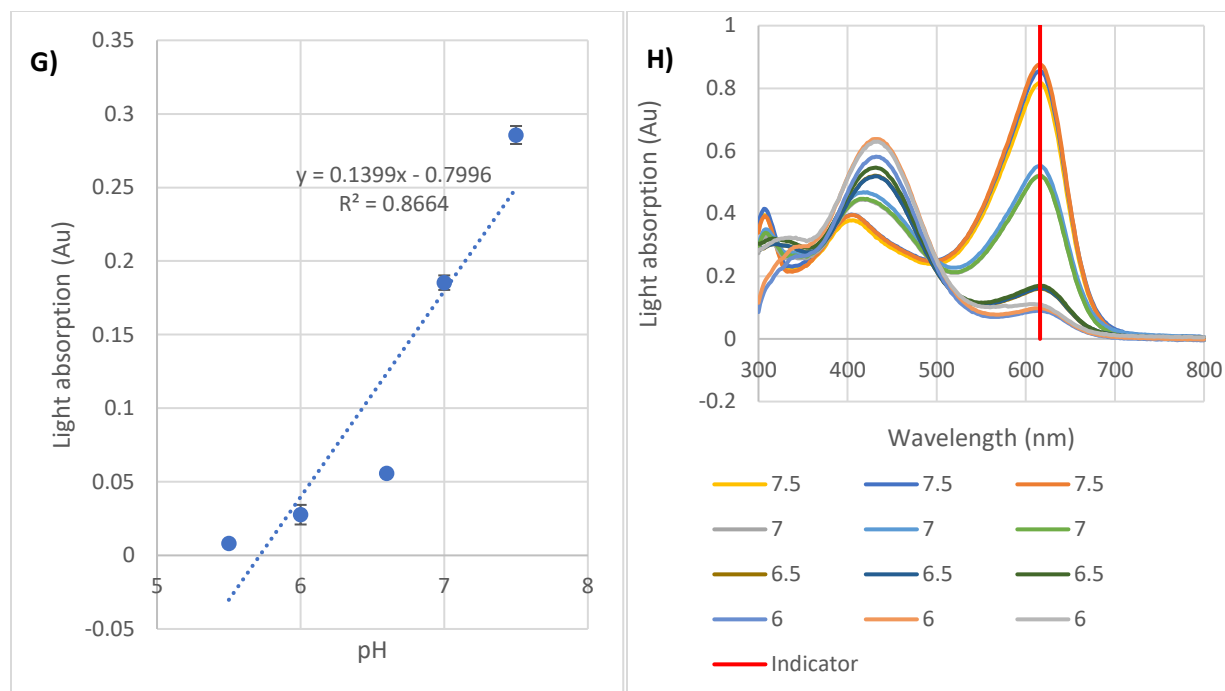 G)
Light absorption (Au)
0.35
0.3
0.25
0.2
0.15
0.1
0.05
0
-0.05
y = 0.1399x - 0.7996
R² = 0.8664
5 6 7 8
pH
H)
Light absorption (Au)
1
0.8
0.6
0.4
0.2
0
-0.2
300 400 500 600 700 800
Wavelength (nm)
7.5 7.5 7.5
7 7 7
6.5 6.5 6.5
6 6 6
Indicator